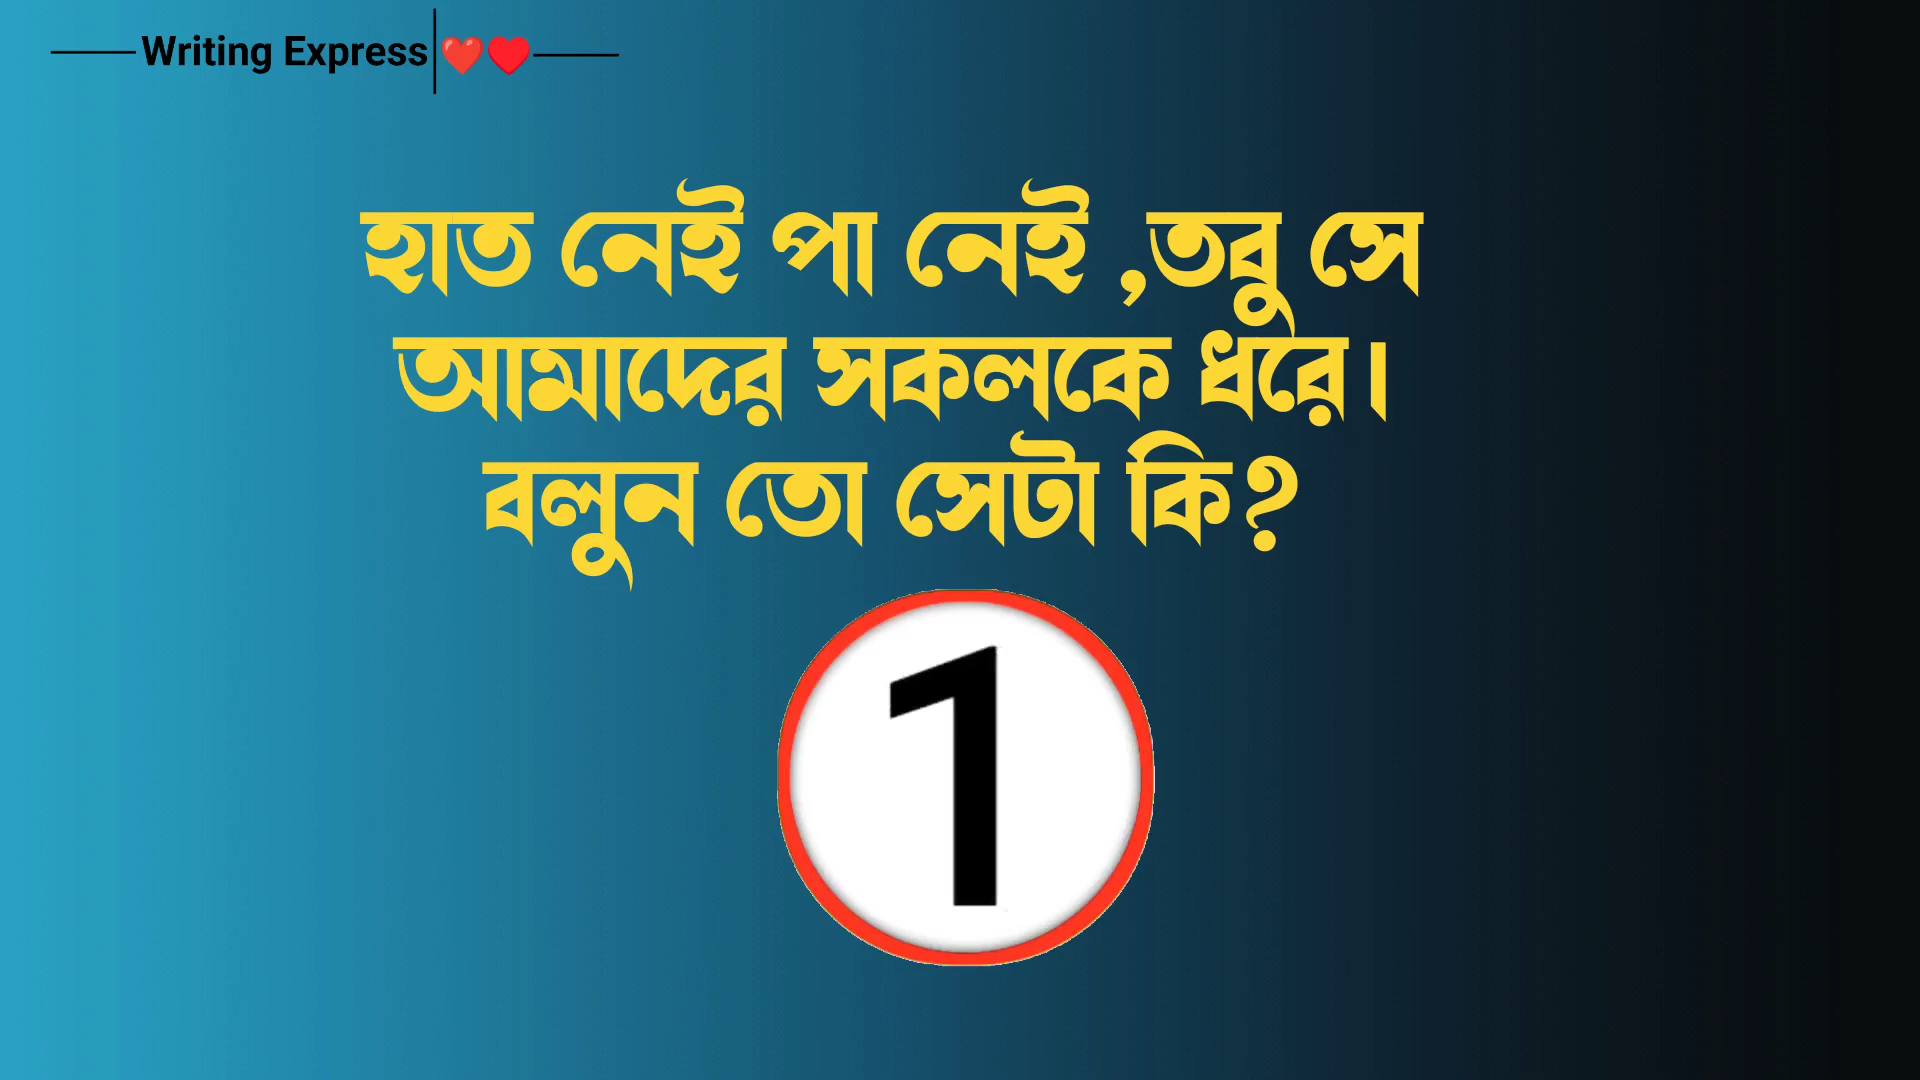 Writing Express ❤️♥️
হাত নেই পা নেই ,তবু সে
আমাদের সকলকে ধরে।
বলুন তো সেটা কি?
1